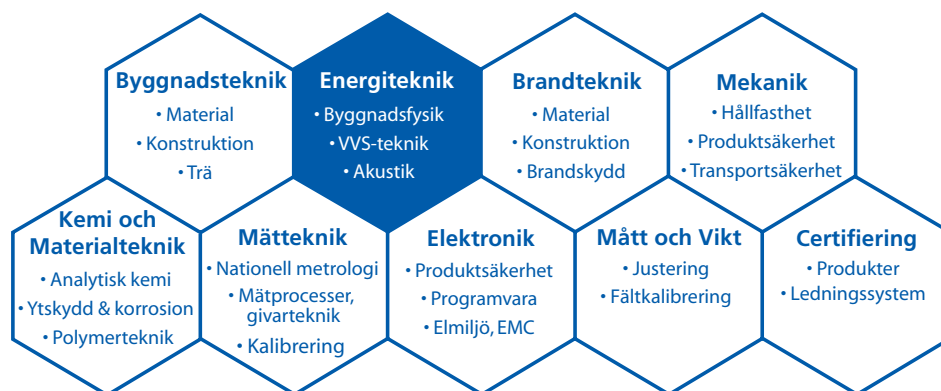 Byggnadsteknik
• Material
• Konstruktion
• Trä
Energiteknik
• Byggnadsfysik
• VVS-teknik
• Akustik
Brandteknik
• Material
• Konstruktion
• Brandskydd
Mekanik
• Hållfasthet
• Produktsäkerhet
• Transportsäkerhet
Kemi och
Materialteknik
• Analytisk kemi
• Ytskydd & korrosion
• Polymerteknik
Mätteknik
• Nationell metrologi
• Mätprocesser,
givarteknik
• Kalibrering
Elektronik
• Produktsäkerhet
• Programvara
• Elmiljö, EMC
Mått och Vikt
• Justering
• Fältkalibrering
Certifiering
• Produkter
• Ledningssystem